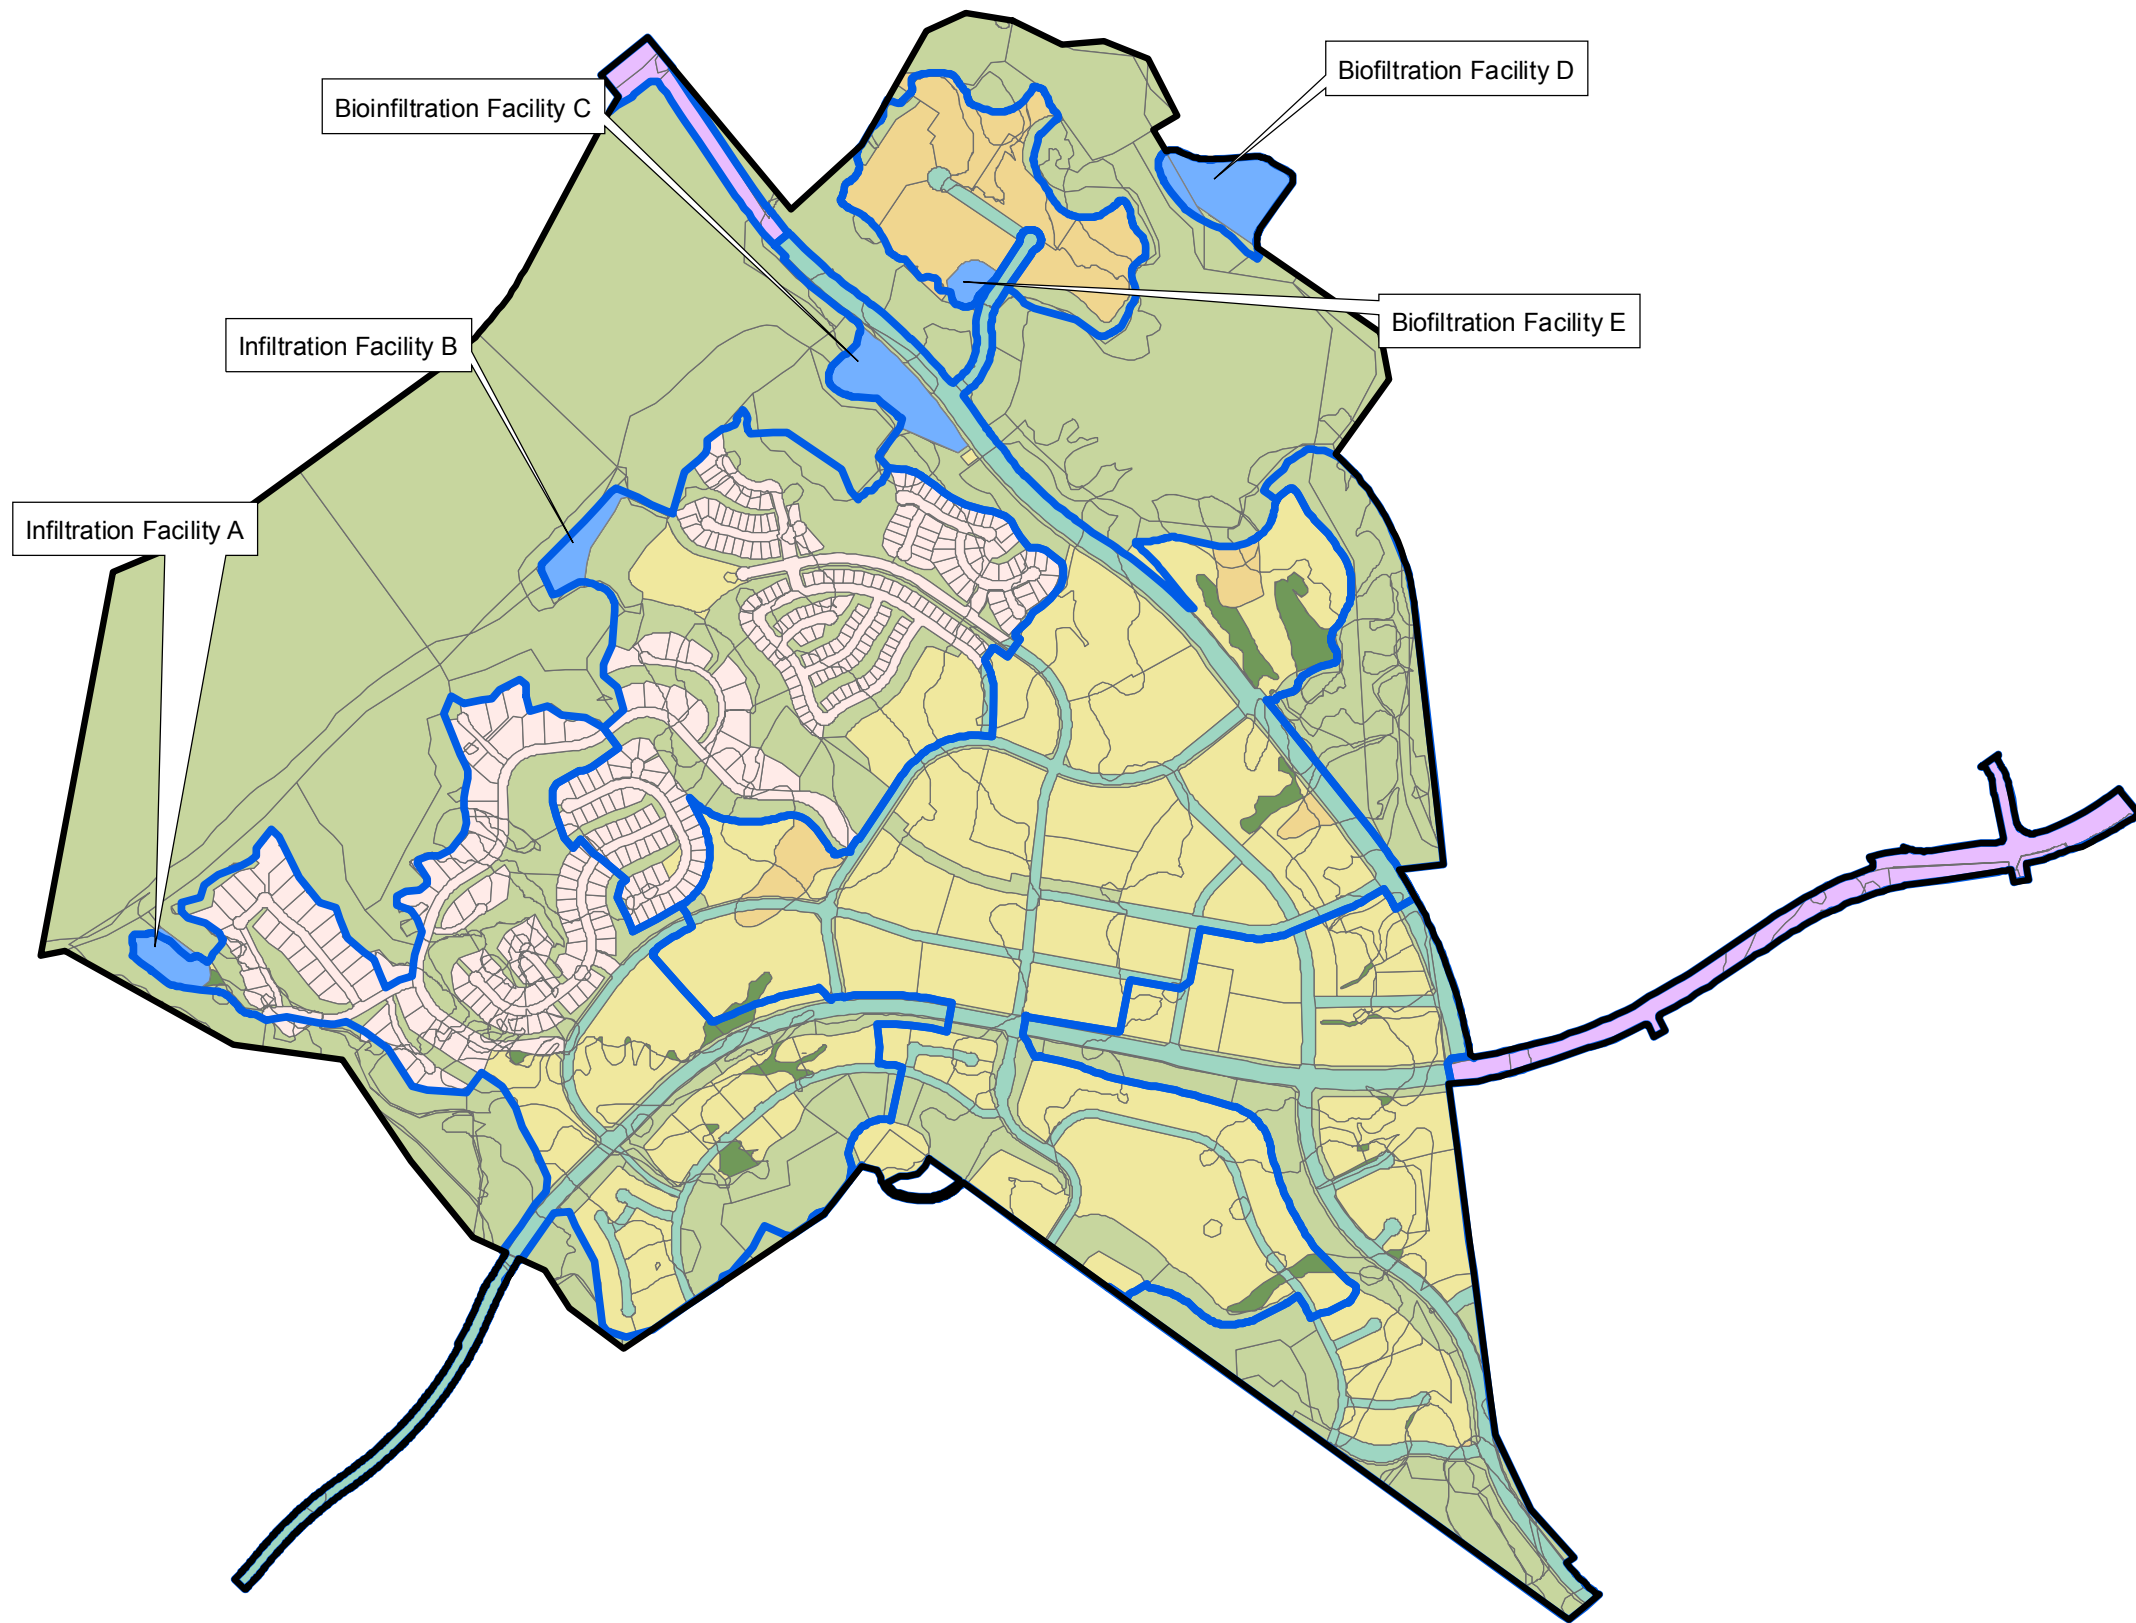 Biofiltration Facility D
Bioinfiltration Facility C
Biofiltration Facility E
Infiltration Facility B
Infiltration Facility A